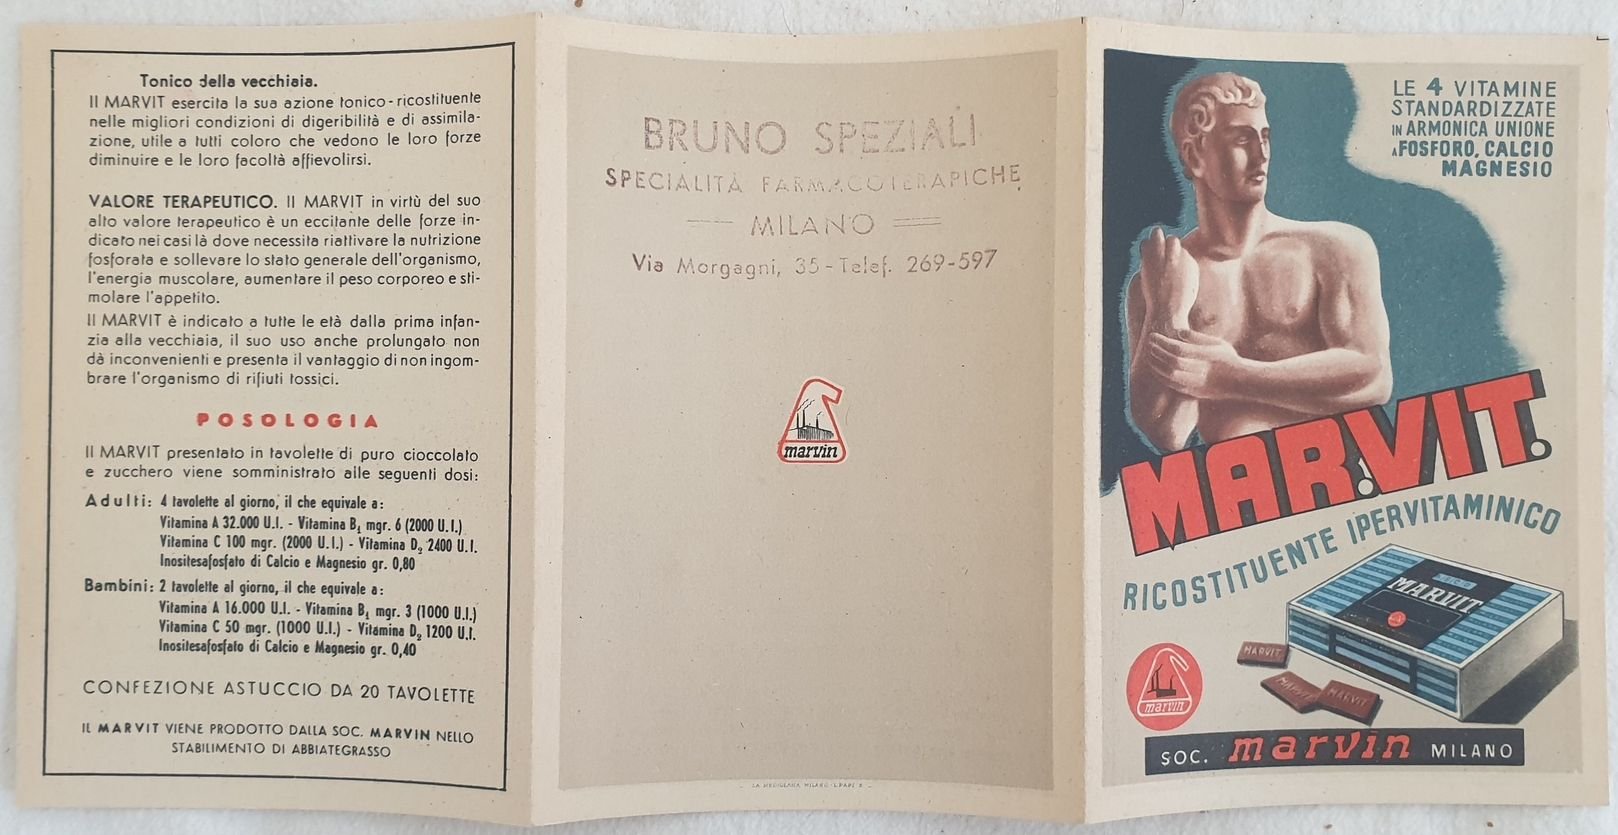 Tonico della vecchiaia.
Il MARVIT esercita la sua azione tonico-ricostituente
nelle migliori condizioni di digeribilità e di assimila-
zione, utile a tutti coloro che vedono le loro forze
diminuire e le loro facoltà affievolirsi.
VALORE TERAPEUTICO. Il MARVIT in virtù del suo
alto valore terapeutico è un eccitante delle forze in-
dicato nei casi là dove necessita riattivare la nutrizione
fosforata e sollevare lo stato generale dell'organismo,
l'energia muscolare, aumentare il peso corporeo e sti-
molare l'appetito.
Il MARVIT è indicato a tutte le età dalla prima infan-
zia alla vecchiaia, il suo uso anche prolungato non
dà inconvenienti e presenta il vantaggio di non ingom-
brare l'organismo di rifiuti tossici.
POSOLOGIA
Il MARVIT presentato in tavolette di puro cioccolato
e zucchero viene somministrato alle seguenti dosi:
Adulti: 4 tavolette al giorno, il che equivale a:
Vitamina A 32.000 U.I. - Vitamina B₁ mgr. 6 (2000 U.I.)
Vitamina C 100 mgr. (2000 U.I.) - Vitamina D₂ 2400 U.I.
Inositesafosfato di Calcio e Magnesio gr. 0,80
Bambini: 2 tavolette al giorno, il che equivale a:
Vitamina A 16.000 U.I. - Vitamina B₁ mgr. 3 (1000 U.I.)
Vitamina C 50 mgr. (1000 U.I.) - Vitamina D₂ 1200 U.I.
Inositesafosfato di Calcio e Magnesio gr. 0,40
CONFEZIONE ASTUCCIO DA 20 TAVOLETTE
IL MARVIT VIENE PRODOTTO DALLA SOC. MARVIN NELLO
STABILIMENTO DI ABBIATEGRASSO
BRUNO SPEZIALI
SPECIALITÀ FARMACOTERAPICHE
MILANO
Via Morgagni, 35 - Telef. 269-597
marvin
LA MEDIOLANA MILANO - L. PAPI 2
LE 4 VITAMINE
STANDARDIZZATE
IN ARMONICA UNIONE
A FOSFORO, CALCIO
MAGNESIO
MAR.VIT.
RICOSTITUENTE IPERVITAMINICO
MARVIT
MARVIT
MARVIT
MARVIT
marvin
SOC. marvin MILANO